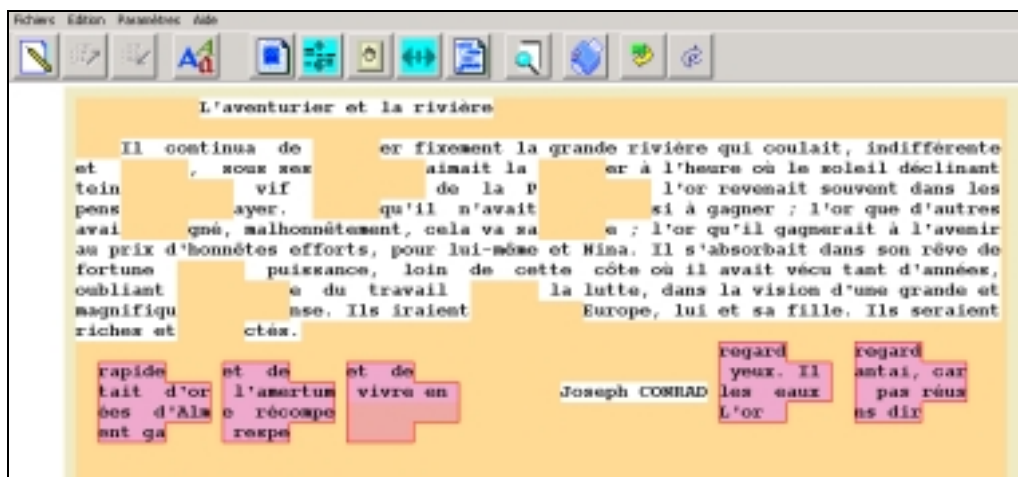 Fichiers Edition Paramètres Aide
L'aventurier et la rivière
Il continua de er fixement la grande rivière qui coulait, indifférente
et , sous ses aimait la er à l'heure où le soleil déclinant
tein vif de la P l'or revenait souvent dans les
pens ayer. qu'il n'avait si à gagner ; l'or que d'autres
avai gné, malhonnêtement, cela va sa e ; l'or qu'il gagnerait à l'avenir
au prix d'honnêtes efforts, pour lui-même et Nina. Il s'absorbait dans son rêve de
fortune puissance, loin de cette côte où il avait vécu tant d'années,
oubliant e du travail la lutte, dans la vision d'une grande et
magnifiqu nse. Ils iraient Europe, lui et sa fille. Ils seraient
riches et ctés.
rapide
tait d'or
ées d'Alm
ent ga
et de
l'amertum
e récompe
respe
et de
vivre en
Joseph CONRAD
regard
yeux. Il
les eaux
L'or
regard
antai, car
pas réus
ns dir